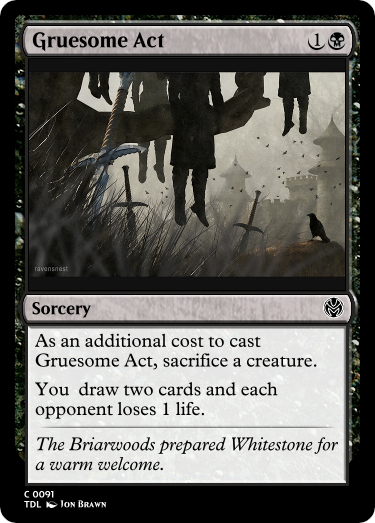 Gruesome Act 1
ravensnest
Sorcery
As an additional cost to cast
Gruesome Act, sacrifice a creature.
You draw two cards and each
opponent loses 1 life.
The Briarwoods prepared Whitestone for
a warm welcome.
C 0091
TDL Jon Brawn